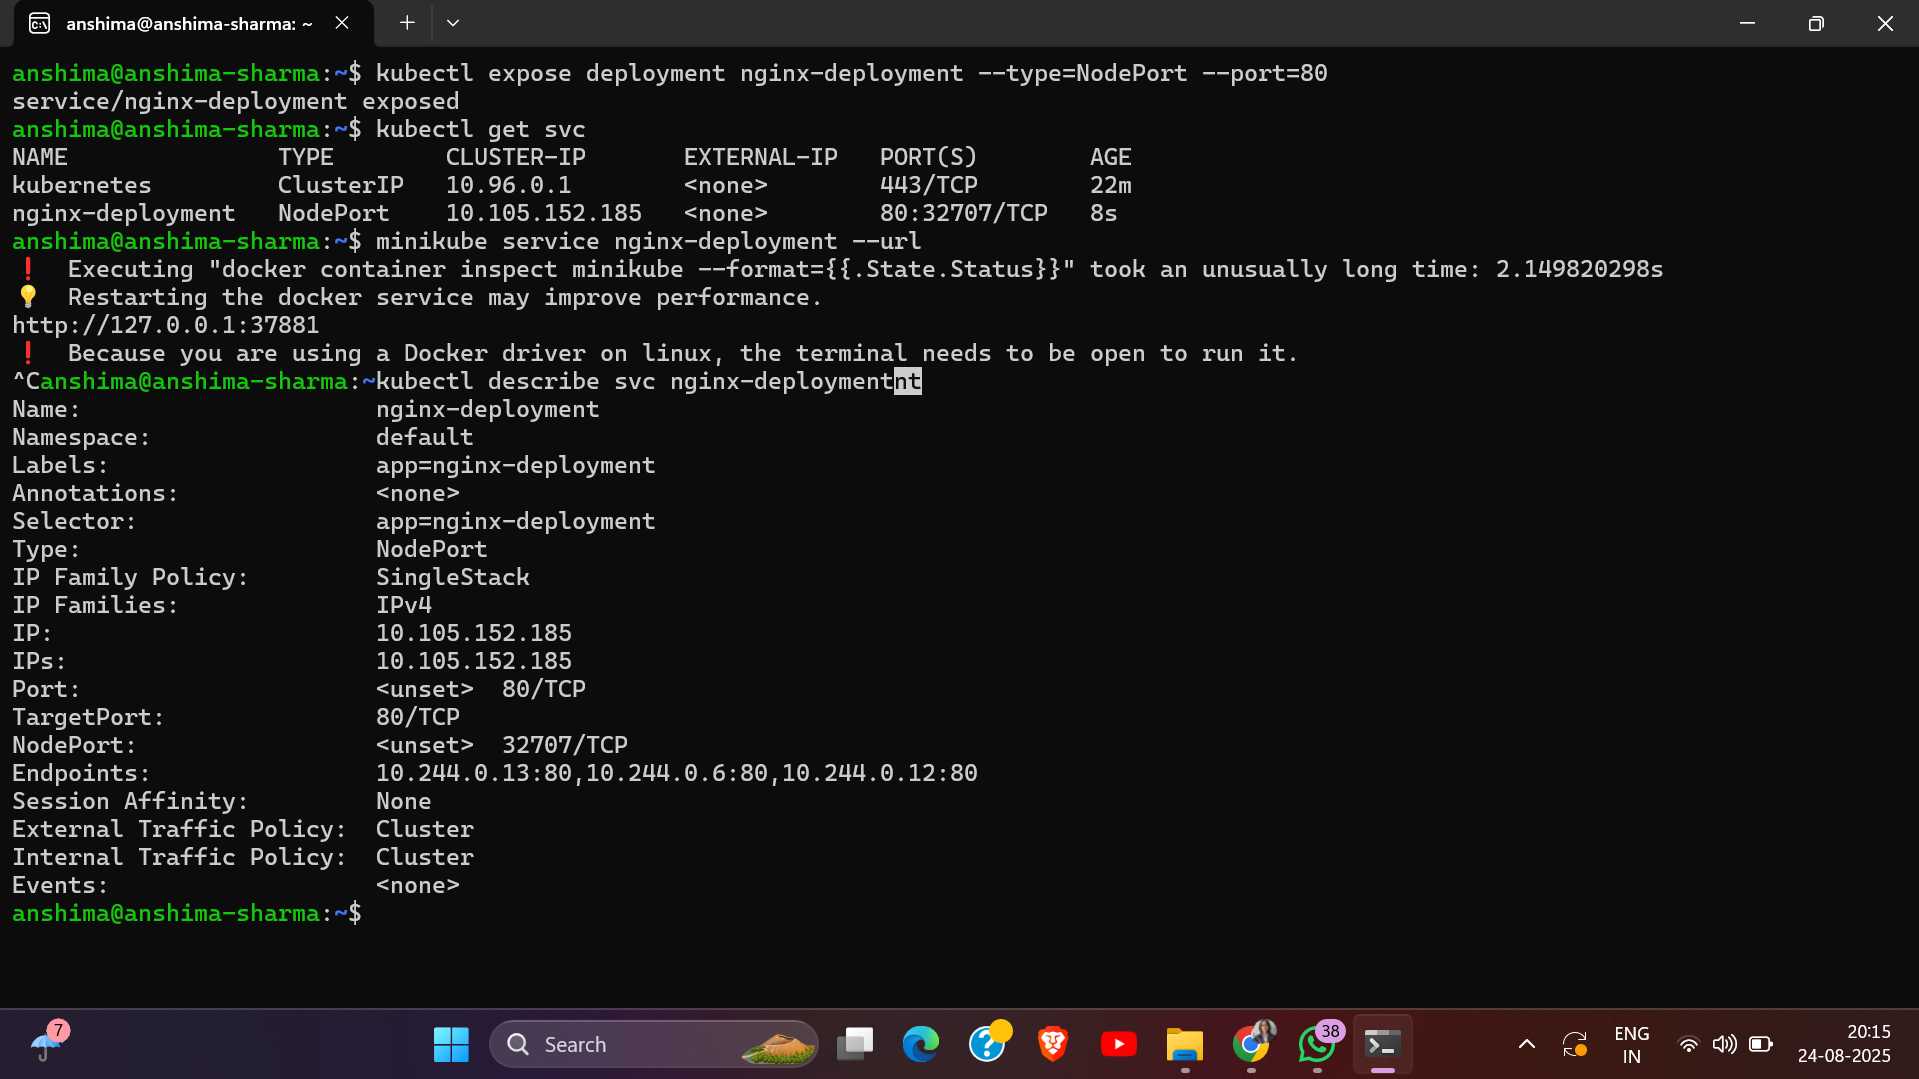 anshima@anshima-sharma: ~
anshima@anshima-sharma:~$ kubectl expose deployment nginx-deployment --type=NodePort --port=80
service/nginx-deployment exposed
anshima@anshima-sharma:~$ kubectl get svc
NAME               TYPE        CLUSTER-IP       EXTERNAL-IP   PORT(S)        AGE
kubernetes         ClusterIP   10.96.0.1        <none>        443/TCP        22m
nginx-deployment   NodePort    10.105.152.185   <none>        80:32707/TCP   8s
anshima@anshima-sharma:~$ minikube service nginx-deployment --url
❗  Executing "docker container inspect minikube --format={{.State.Status}}" took an unusually long time: 2.149820298s
💡  Restarting the docker service may improve performance.
http://127.0.0.1:37881
❗  Because you are using a Docker driver on linux, the terminal needs to be open to run it.
^Canshima@anshima-sharma:~kubectl describe svc nginx-deploymentnt
Name:                     nginx-deployment
Namespace:                default
Labels:                   app=nginx-deployment
Annotations:              <none>
Selector:                 app=nginx-deployment
Type:                     NodePort
IP Family Policy:         SingleStack
IP Families:              IPv4
IP:                       10.105.152.185
IPs:                      10.105.152.185
Port:                     <unset>  80/TCP
TargetPort:               80/TCP
NodePort:                 <unset>  32707/TCP
Endpoints:                10.244.0.13:80,10.244.0.6:80,10.244.0.12:80
Session Affinity:         None
External Traffic Policy:  Cluster
Internal Traffic Policy:  Cluster
Events:                   <none>
anshima@anshima-sharma:~$
7
Search
38
ENG
IN
20:15
24-08-2025